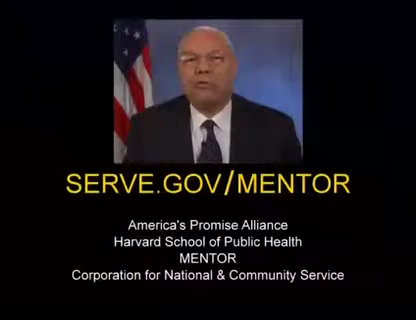 SERVE.GOV/MENTOR
America's Promise Alliance
Harvard School of Public Health
MENTOR
Corporation for National & Community Service